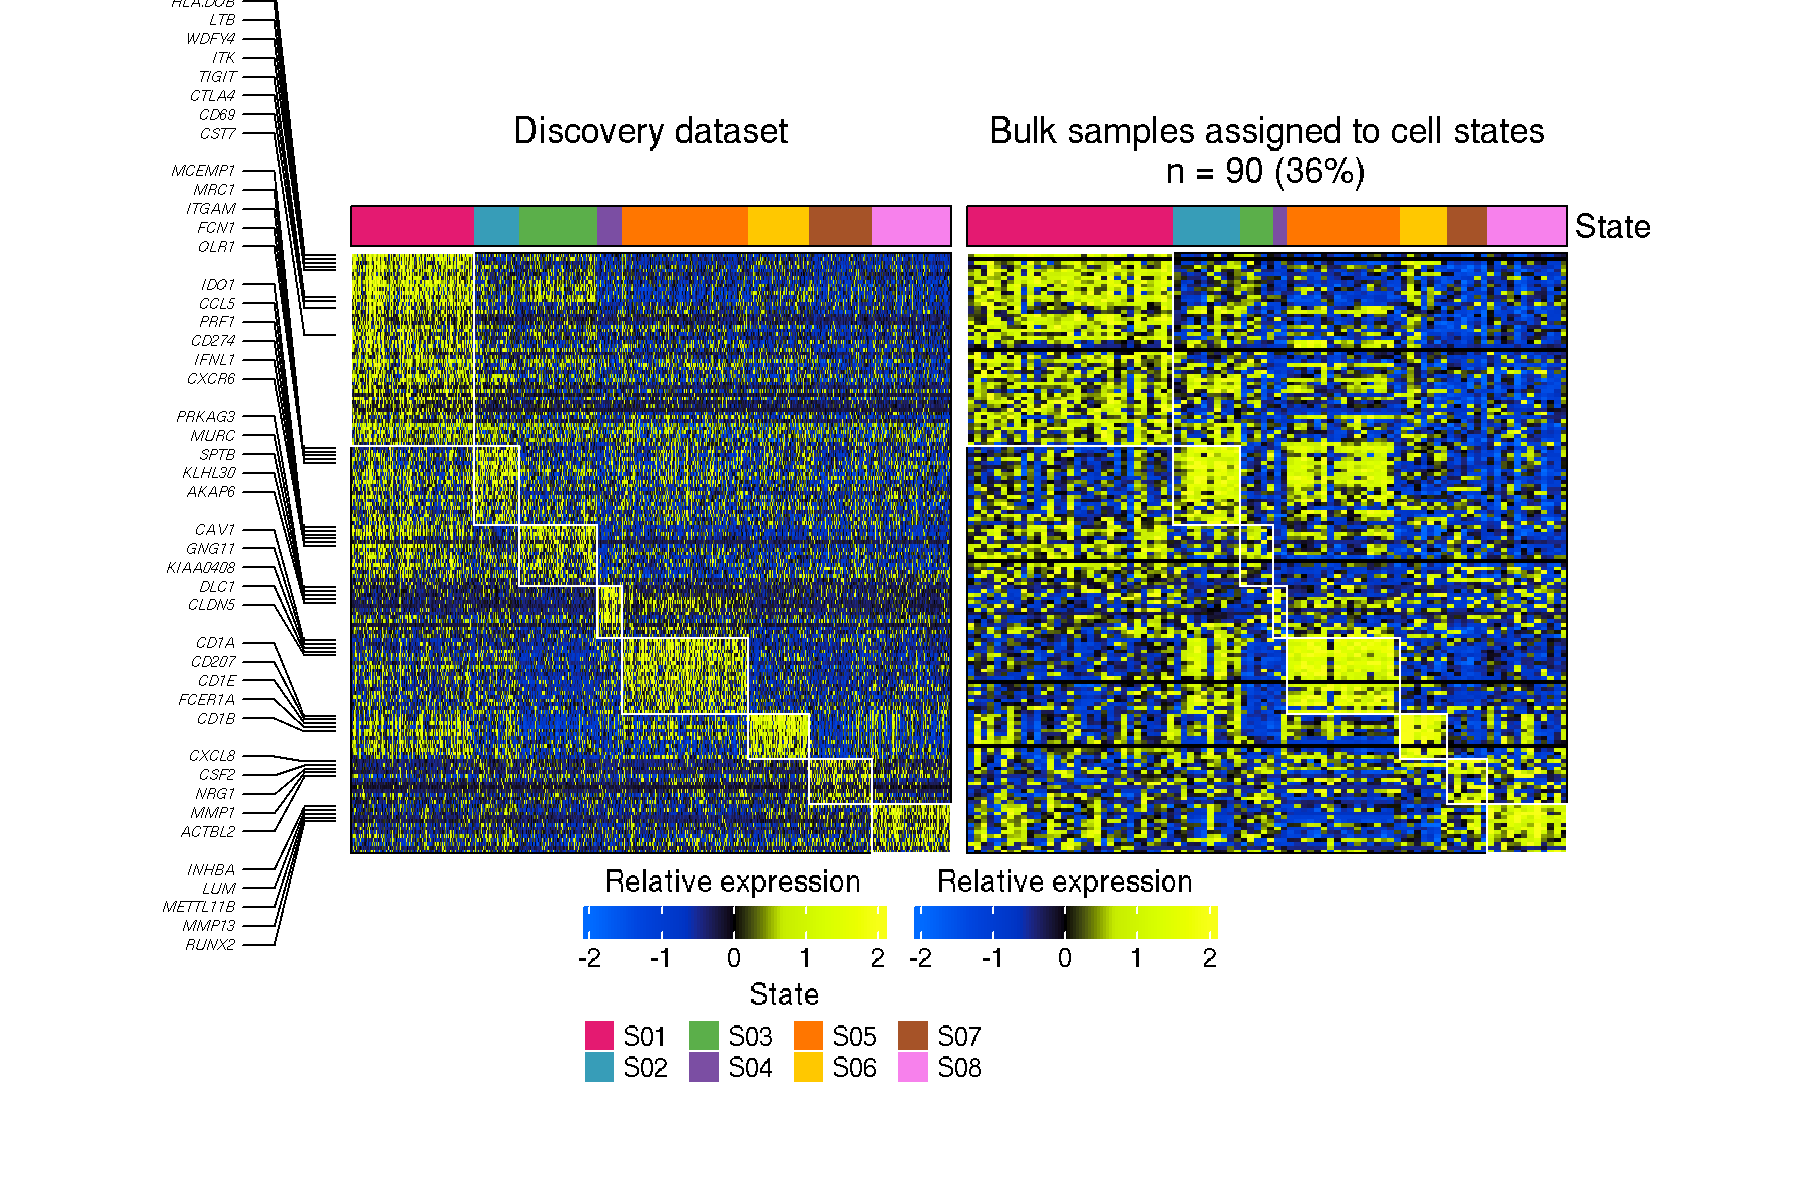 HLA.DOB
LTB
WDFY4
ITK
TIGIT
CTLA4
CD69
CST7
MCEMP1
MRC1
ITGAM
FCN1
OLR1
IDO1
CCL5
PRF1
CD274
IFNL1
CXCR6
PRKAG3
MURC
SPTB
KLHL30
AKAP6
CAV1
GNG11
KIAA0408
DLC1
CLDN5
CD1A
CD207
CD1E
FCER1A
CD1B
CXCL8
CSF2
NRG1
MMP1
ACTBL2
INHBA
LUM
METTL11B
MMP13
RUNX2
Discovery dataset
Bulk samples assigned to cell states
n = 90 (36%)
State
Relative expression
-2 -1 0 1 2
Relative expression
-2 -1 0 1 2
State
S01 S03 S05 S07
S02 S04 S06 S08